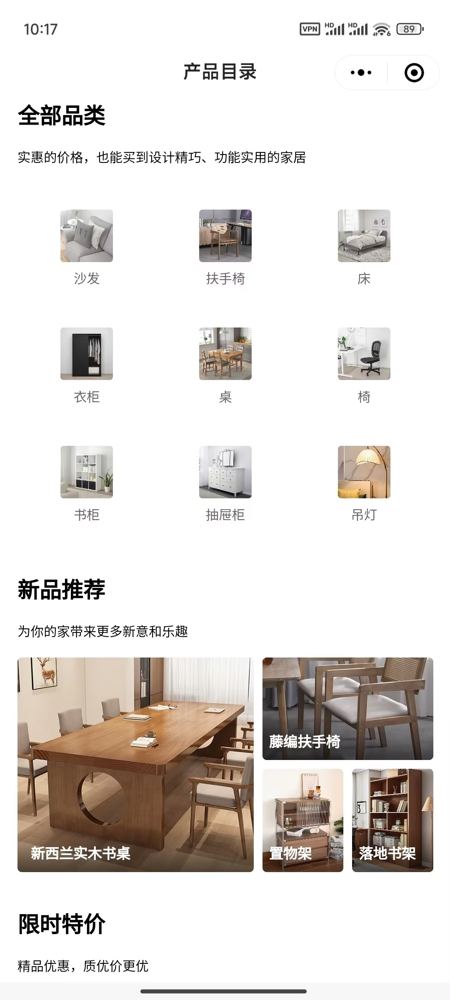 10:17
VPN HD HD 6 89
产品目录
全部品类
实惠的价格，也能买到设计精巧、功能实用的家居
沙发
扶手椅
床
衣柜
桌
椅
书柜
抽屉柜
吊灯
新品推荐
为你的家带来更多新意和乐趣
藤编扶手椅
MATISSE
新西兰实木书桌
置物架
落地书架
限时特价
精品优惠，质优价更优